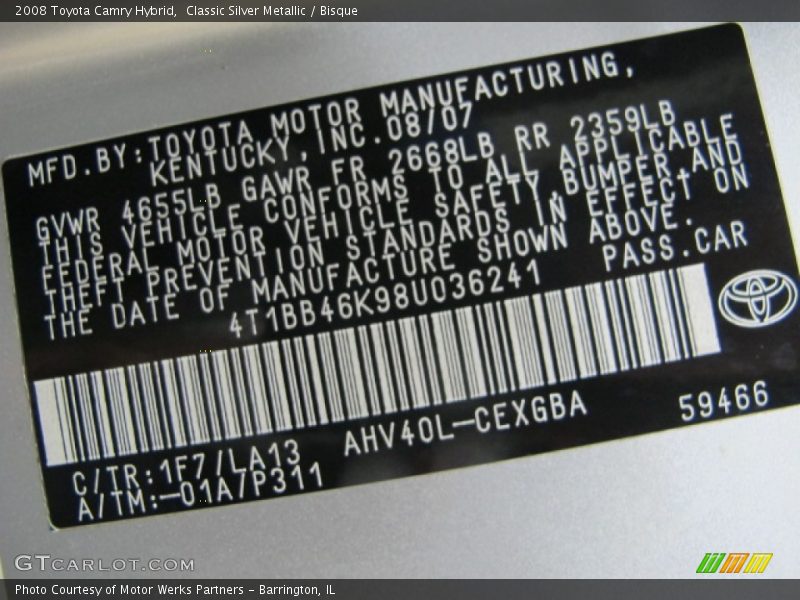 2008 Toyota Camry Hybrid, Classic Silver Metallic / Bisque
MFD.BY:TOYOTA MOTOR MANUFACTURING,
KENTUCKY,INC.08/07
GVWR 4655LB GAWR FR 2668LB RR 2359LB
THIS VEHICLE CONFORMS TO ALL APPLICABLE
FEDERAL MOTOR VEHICLE SAFETY,BUMPER,AND
THEFT PREVENTION STANDARDS IN EFFECT ON
THE DATE OF MANUFACTURE SHOWN ABOVE.
4T1BB46K98U036241 PASS.CAR
C/TR:1F7/LA13 AHV40L-CEXGBA 59466
A/TM:-01A/P311
GTCARLOT.COM
Photo Courtesy of Motor Werks Partners - Barrington, IL